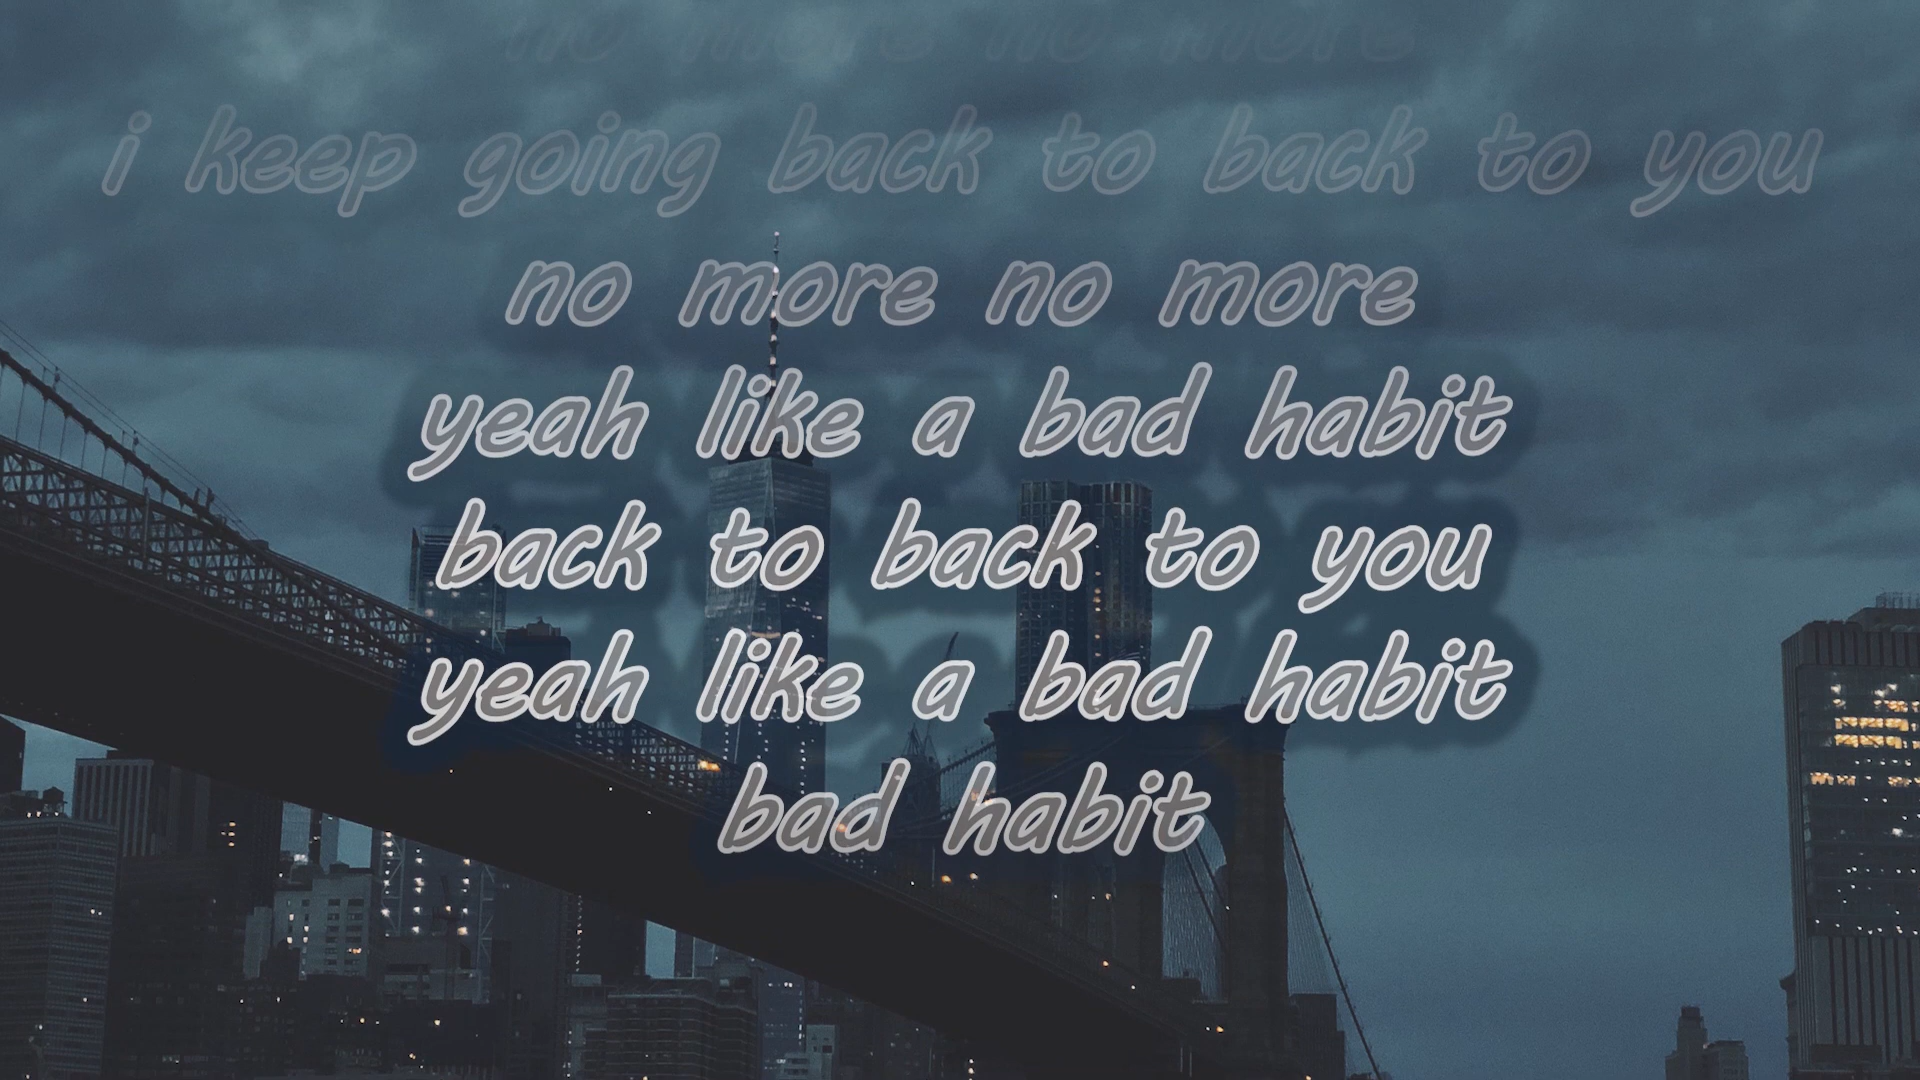 no more no more
i keep going back to back to you
no more no more
yeah like a bad habit
back to back to you
yeah like a bad habit
bad habit